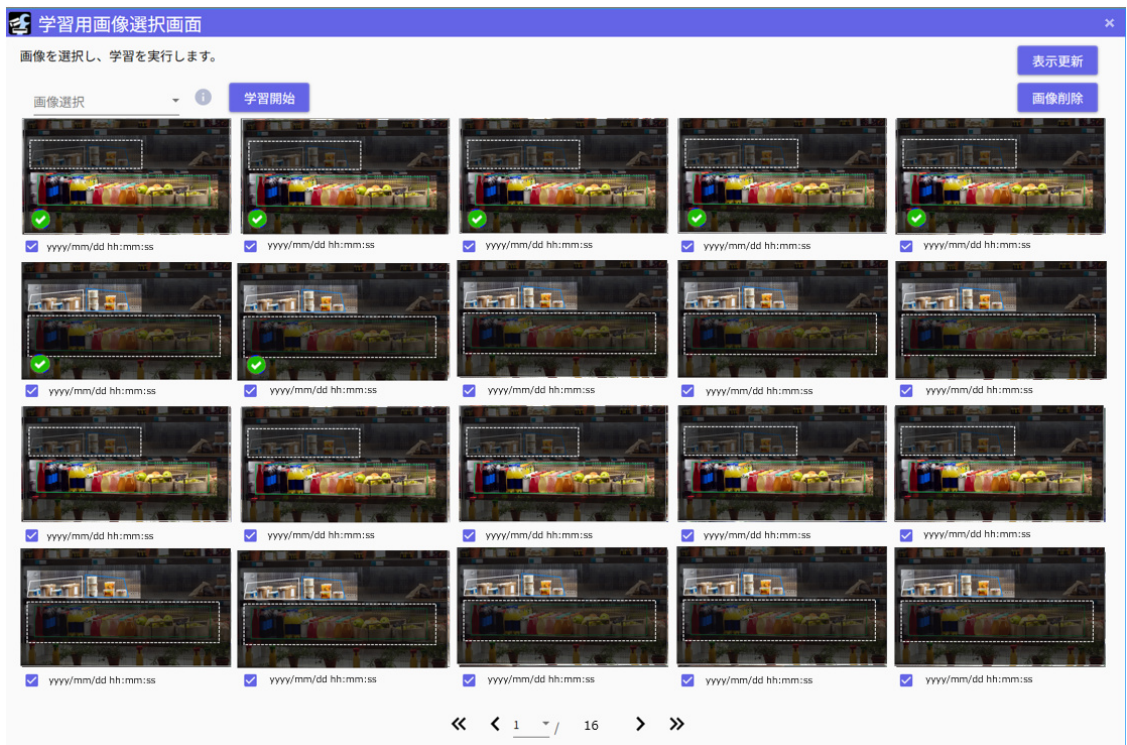 学習用画像選択画面
画像を選択し、学習を実行します。
表示更新
画像選択
学習開始
画像削除
yyyy/mm/dd hh:mm:ss yyyy/mm/dd hh:mm:ss yyyy/mm/dd hh:mm:ss yyyy/mm/dd hh:mm:ss yyyy/mm/dd hh:mm:ss
yyyy/mm/dd hh:mm:ss yyyy/mm/dd hh:mm:ss yyyy/mm/dd hh:mm:ss yyyy/mm/dd hh:mm:ss yyyy/mm/dd hh:mm:ss
yyyy/mm/dd hh:mm:ss yyyy/mm/dd hh:mm:ss yyyy/mm/dd hh:mm:ss yyyy/mm/dd hh:mm:ss yyyy/mm/dd hh:mm:ss
yyyy/mm/dd hh:mm:ss yyyy/mm/dd hh:mm:ss yyyy/mm/dd hh:mm:ss yyyy/mm/dd hh:mm:ss yyyy/mm/dd hh:mm:ss
1 / 16